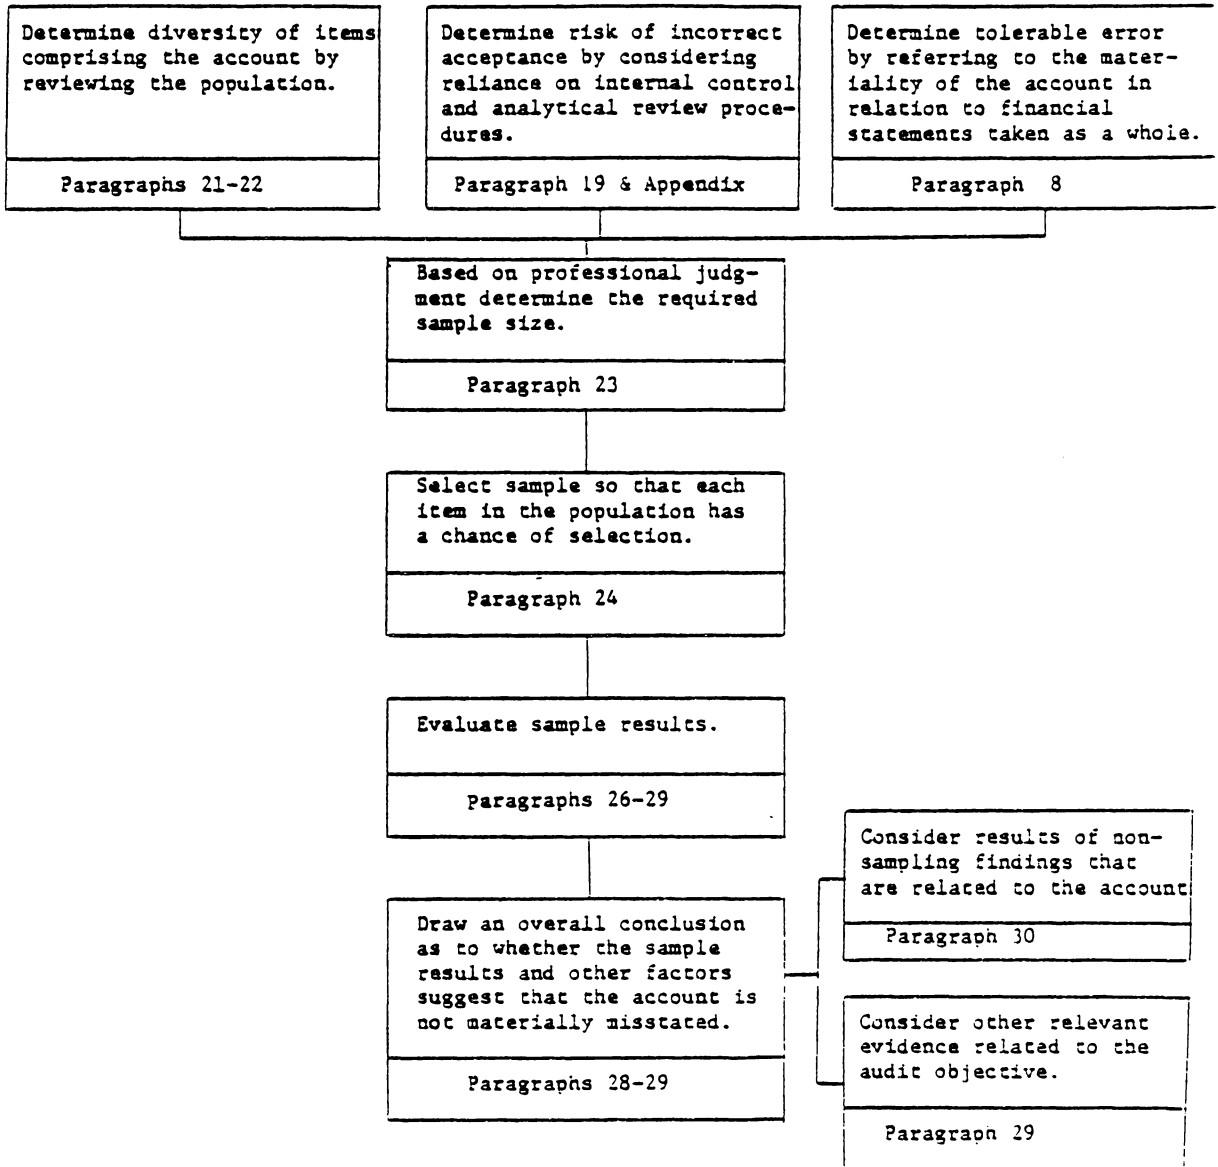 Determine diversity of items
comprising the account by
reviewing the population.
Paragraphs 21-22
Determine risk of incorrect
acceptance by considering
reliance on internal control
and analytical review proce-
dures.
Paragraph 19 & Appendix
Determine tolerable error
by referring to the mater-
iality of the account in
relation to financial
statements taken as a whole.
Paragraph 8
Based on professional judg-
ment determine the required
sample size.
Paragraph 23
Select sample so that each
item in the population has
a chance of selection.
Paragraph 24
Evaluate sample results.
Paragraphs 26-29
Draw an overall conclusion
as to whether the sample
results and other factors
suggest that the account is
not materially misstated.
Paragraphs 28-29
Consider results of non-
sampling findings that
are related to the account
Paragraph 30
Consider other relevant
evidence related to the
audit objective.
Paragraph 29